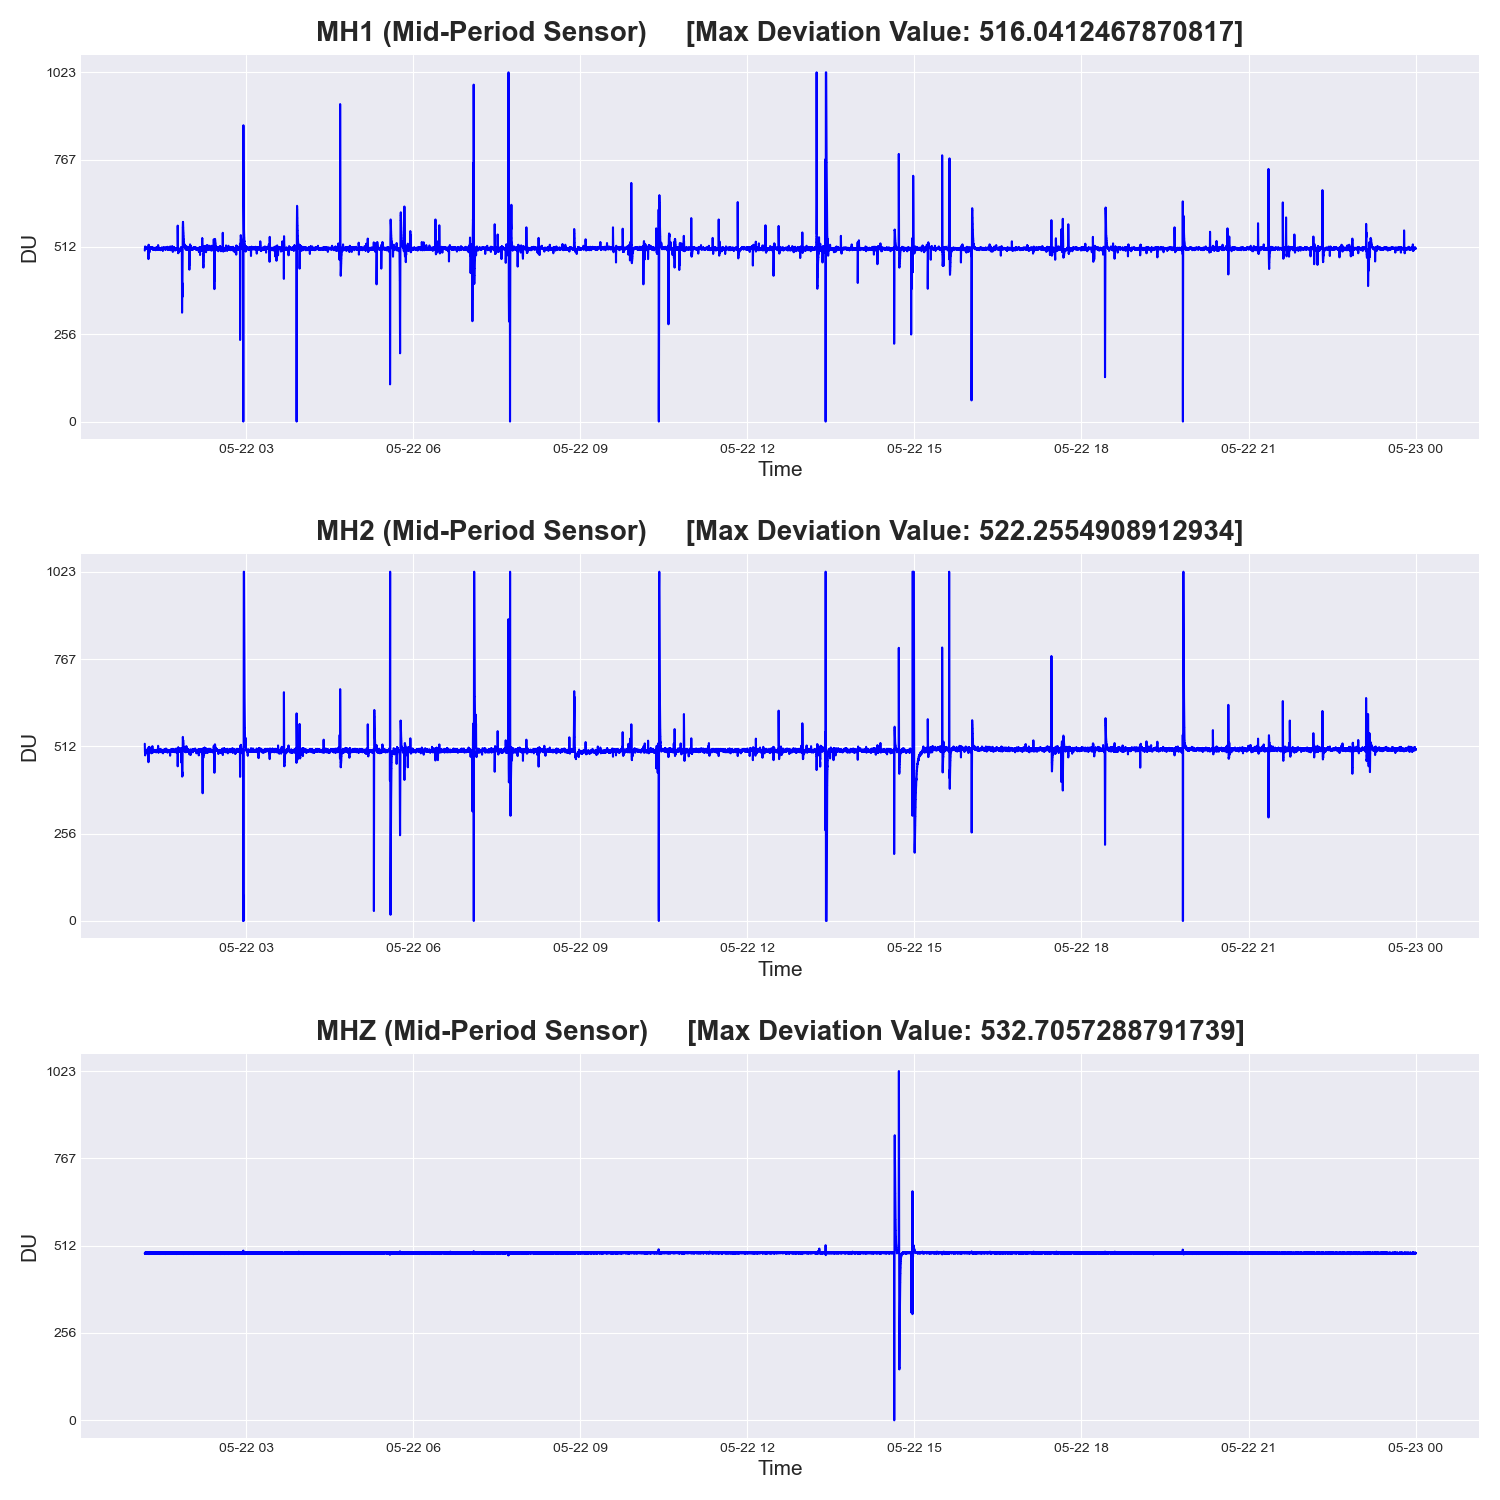 MH1 (Mid-Period Sensor) [Max Deviation Value: 516.0412467870817]
1023
767
512
256
0
DU
05-22 03 05-22 06 05-22 09 05-22 12 05-22 15 05-22 18 05-22 21 05-23 00
Time
MH2 (Mid-Period Sensor) [Max Deviation Value: 522.2554908912934]
1023
767
512
256
0
DU
05-22 03 05-22 06 05-22 09 05-22 12 05-22 15 05-22 18 05-22 21 05-23 00
Time
MHZ (Mid-Period Sensor) [Max Deviation Value: 532.7057288791739]
1023
767
512
256
0
DU
05-22 03 05-22 06 05-22 09 05-22 12 05-22 15 05-22 18 05-22 21 05-23 00
Time